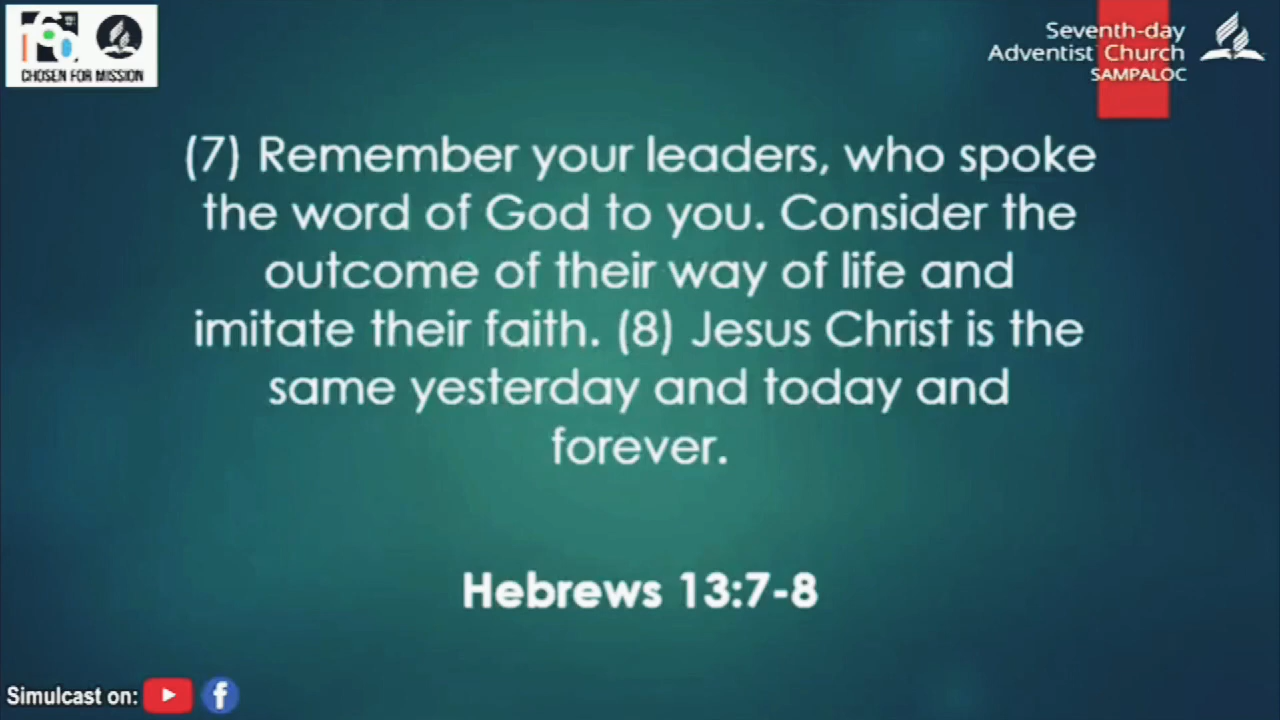 CHOSEN FOR MISSION
Seventh-day
Adventist Church
SAMPALOC
(7) Remember your leaders, who spoke
the word of God to you. Consider the
outcome of their way of life and
imitate their faith. (8) Jesus Christ is the
same yesterday and today and
forever.
Hebrews 13:7-8
Simulcast on: